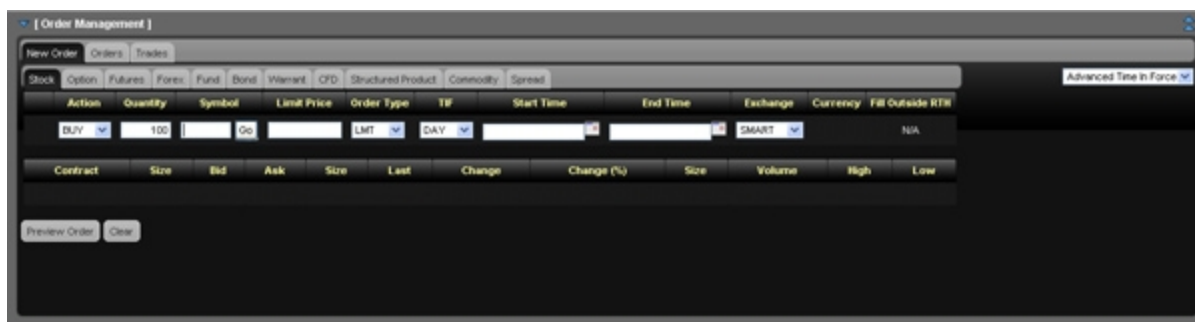 [ Order Management ]
New Order Orders Trades
Stock Option Futures Forex Fund Bond Warrant CFD Structured Product Commodity Spread Advanced Time In Force
Action Quantity Symbol Limit Price Order Type TIF Start Time End Time Exchange Currency Fill Outside RTH
BUY 100 Go LMT DAY SMART N/A
Contract Size Bid Ask Size Last Change Change (%) Size Volume High Low
Preview Order Clear